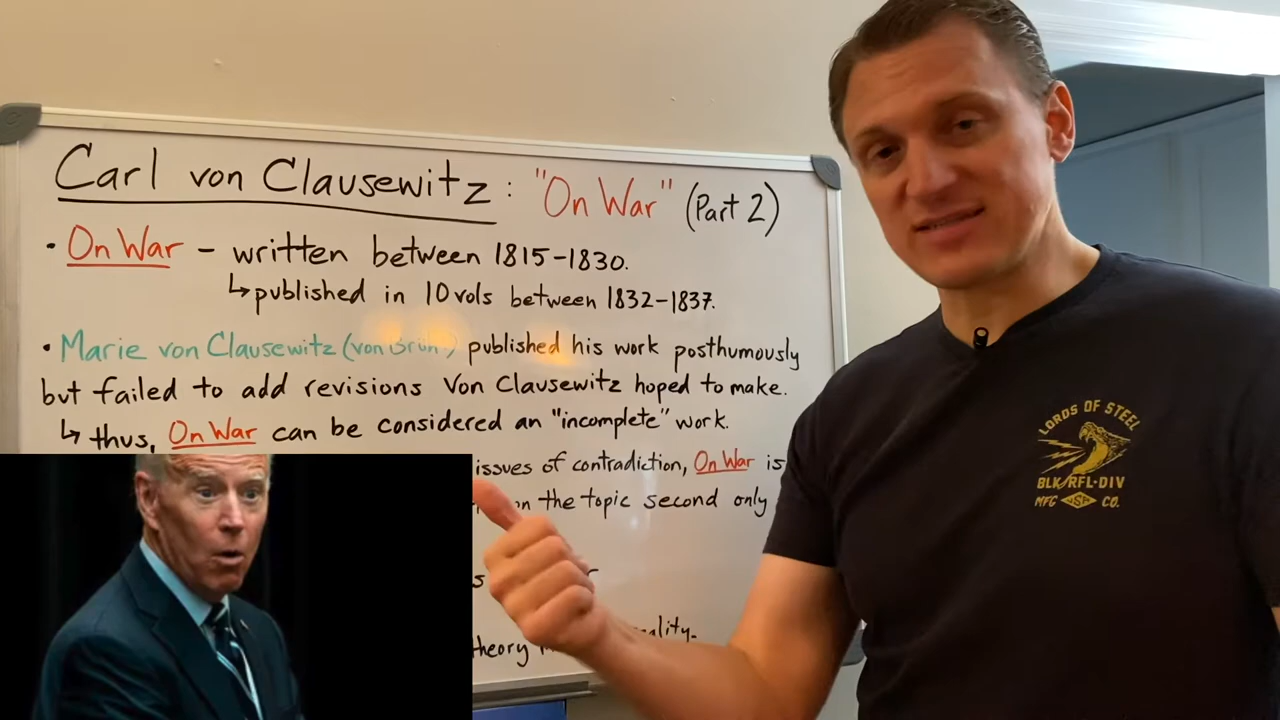 Carl von Clausewitz: "On War" (Part 2)
• On War – written between 1815–1830.
↳ published in 10 vols between 1832–1837.
• Marie von Clausewitz (von Brühl) published his work posthumously
but failed to add revisions Von Clausewitz hoped to make.
↳ thus, On War can be considered an "incomplete" work.
issues of contradiction, On War is
on the topic second only
theory
LORDS OF STEEL
BLK RFL-DIV
MFG CO.